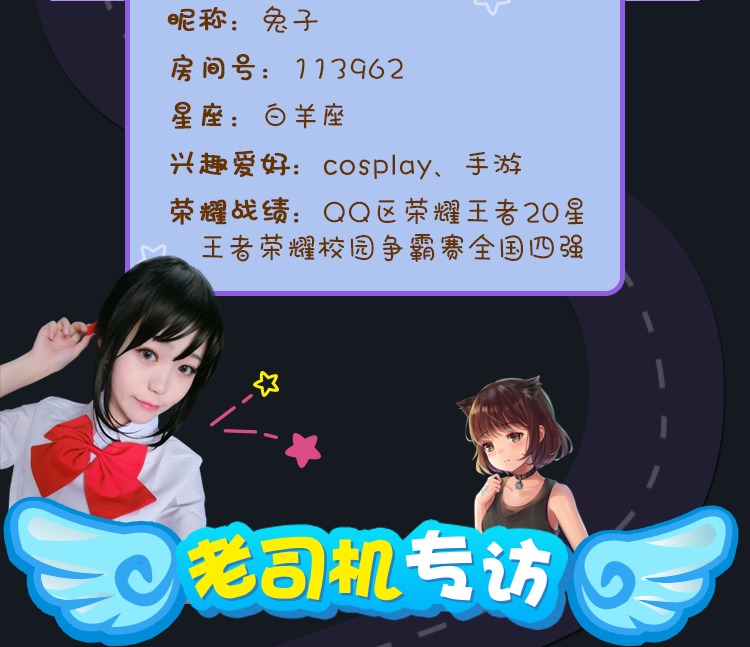 昵称：兔子
房间号：113962
星座：白羊座
兴趣爱好：cosplay、手游
荣耀战绩：QQ区荣耀王者20星
王者荣耀校园争霸赛全国四强
老司机专访